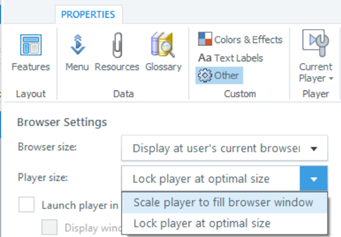 PROPERTIES
Features
Menu Resources Glossary
Colors & Effects
Aa Text Labels
Other
Current
Player
Layout
Data
Custom
Player
Browser Settings
Browser size: Display at user's current browser
Player size: Lock player at optimal size
Launch player in
Scale player to fill browser window
Display wind
Lock player at optimal size